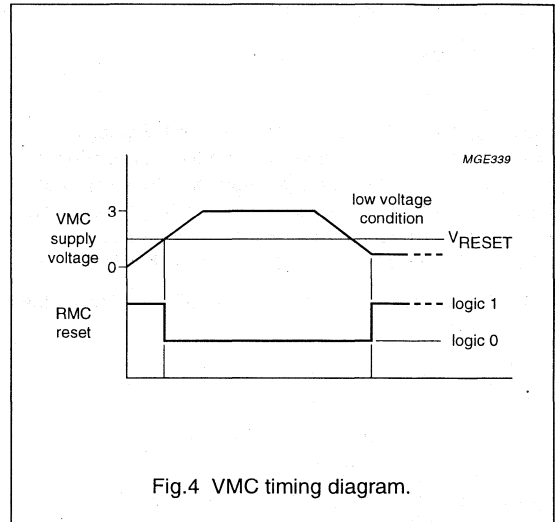 MGE339
low voltage
condition
VMC
supply
voltage
3
0
VRESET
RMC
reset
logic 1
logic 0
Fig.4 VMC timing diagram.